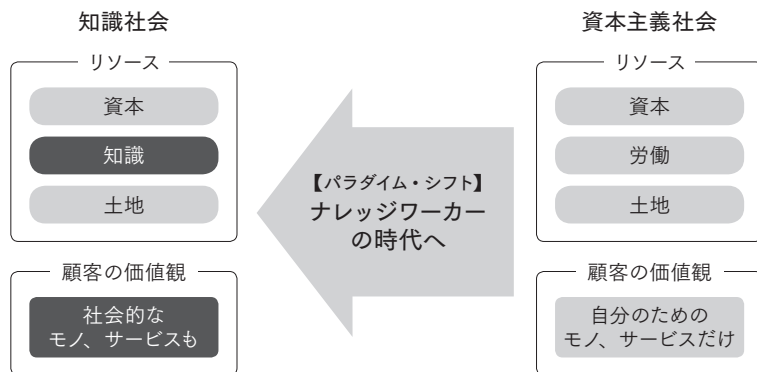 知識社会
リソース
資本
知識
土地
顧客の価値観
社会的な
モノ、サービスも
【パラダイム・シフト】
ナレッジワーカー
の時代へ
資本主義社会
リソース
資本
労働
土地
顧客の価値観
自分のための
モノ、サービスだけ